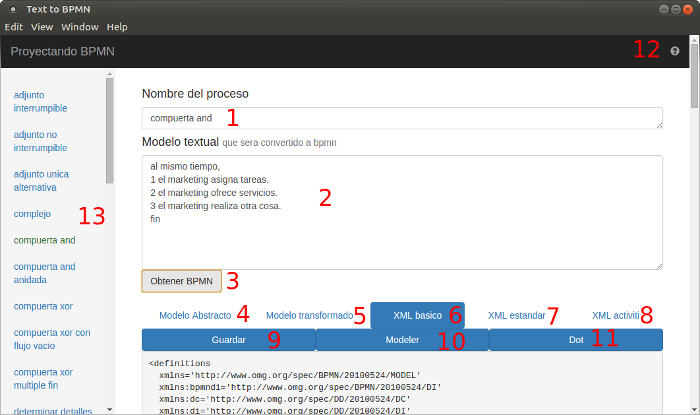 Text to BPMN
Edit View Window Help
Proyectando BPMN
12
adjunto
interrumpible
adjunto no
interrumpible
adjunto unica
alternativa
complejo
13
compuerta and
compuerta and
anidada
compuerta xor
compuerta xor con
flujo vacio
compuerta xor
multiple fin
determinar detalles
Nombre del proceso
compuerta and
1
Modelo textual que sera convertido a bpmn
al mismo tiempo,
1 el marketing asigna tareas.
2 el marketing ofrece servicios.
3 el marketing realiza otra cosa.
fin
2
Obtener BPMN
3
Modelo Abstracto 4 Modelo transformado 5 XML basico 6 XML estandar 7 XML activiti 8
Guardar 9 Modeler 10 Dot 11
<definitions
xmlns='http://www.omg.org/spec/BPMN/20100524/MODEL'
xmlns:bpmndi='http://www.omg.org/spec/BPMN/20100524/DI'
xmlns:dc='http://www.omg.org/spec/DD/20100524/DC'
xmlns:di='http://www.omg.org/spec/DD/20100524/DI'